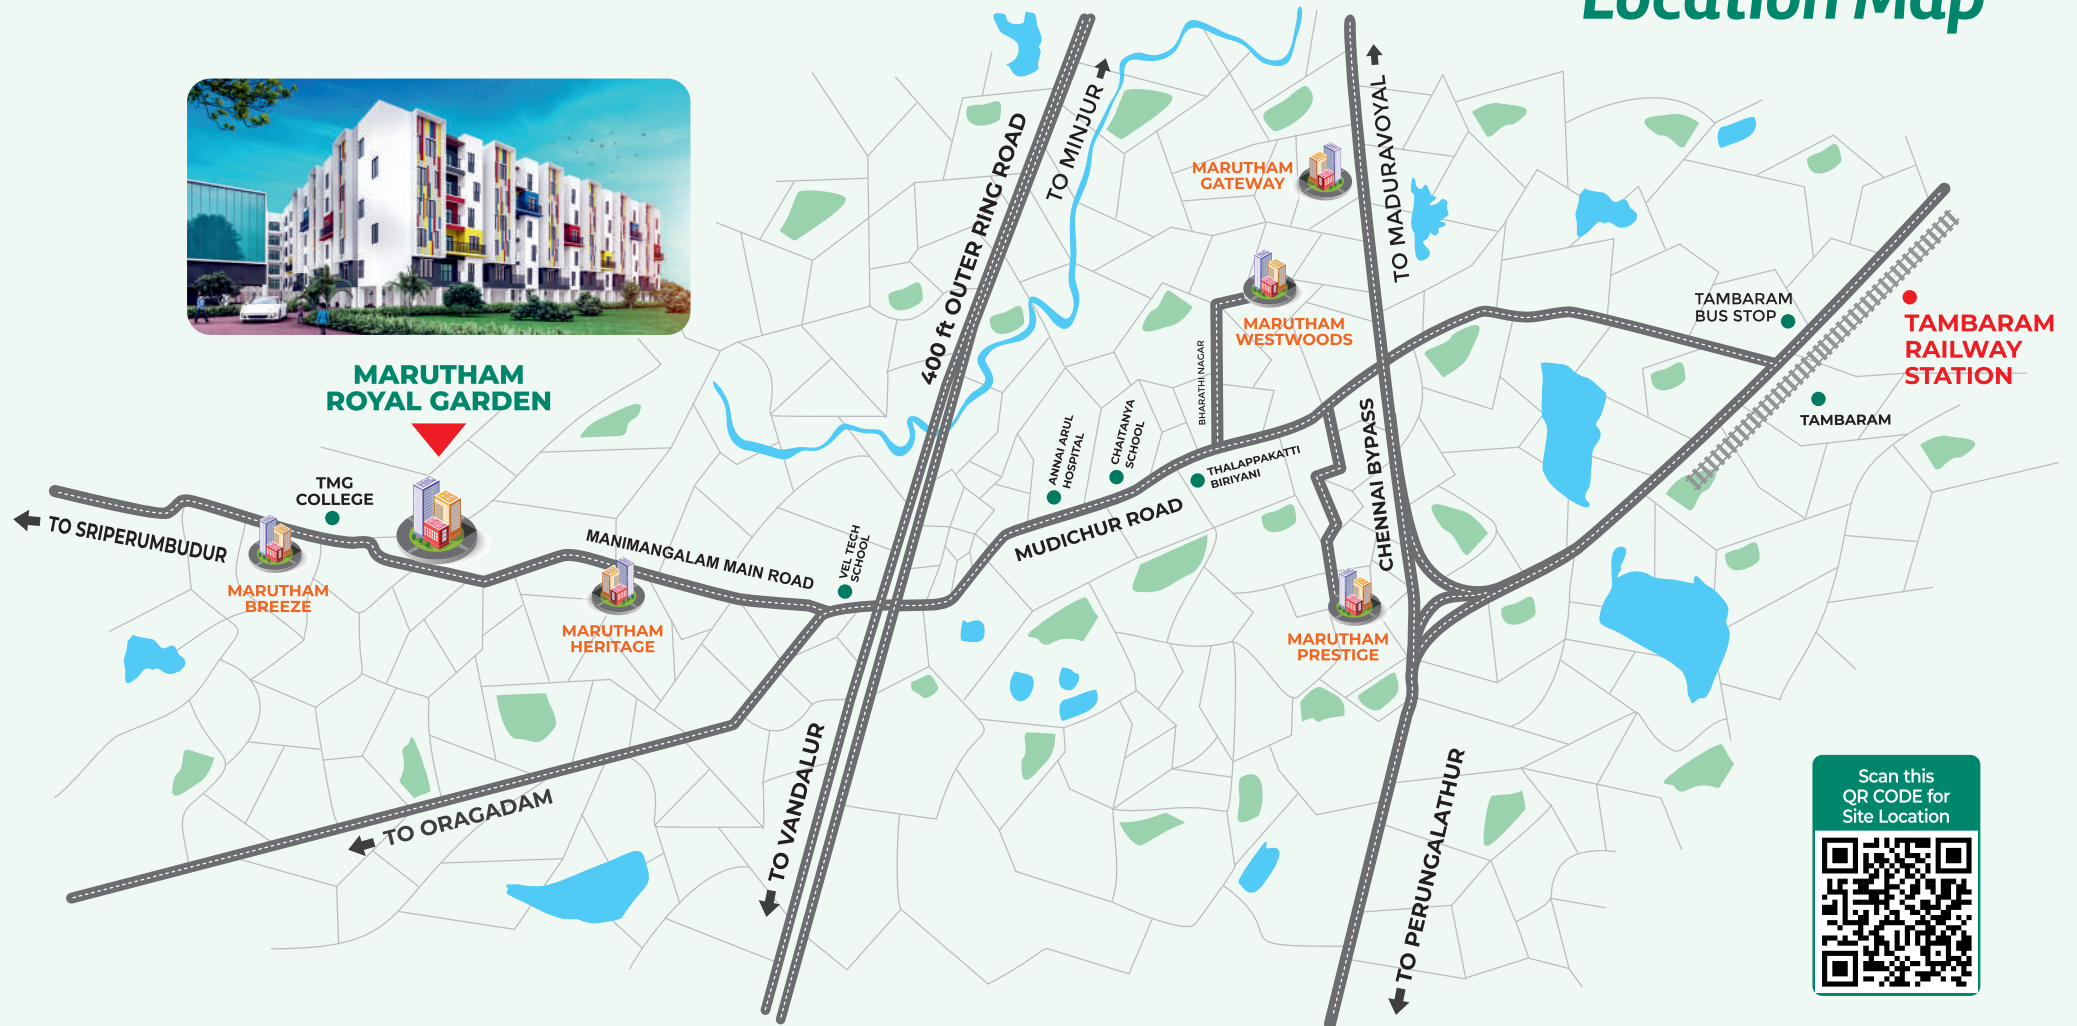 Location Map
400 ft OUTER RING ROAD
TO MINJUR
TO MADURAVOYAL
MARUTHAM
GATEWAY
MARUTHAM
WESTWOODS
TAMBARAM
BUS STOP
TAMBARAM
RAILWAY
STATION
TAMBARAM
MARUTHAM
ROYAL GARDEN
BHARATHI NAGAR
ANNAI ARUL
HOSPITAL
CHAITANYA
SCHOOL
THALAPPAKATTI
BIRIYANI
CHENNAI BYPASS
MUDICHUR ROAD
TMG
COLLEGE
TO SRIPERUMBUDUR
MARUTHAM
BREEZE
MANIMANGALAM MAIN ROAD
VEL TECH
SCHOOL
MARUTHAM
HERITAGE
MARUTHAM
PRESTIGE
TO ORAGADAM
TO VANDALUR
TO PERUNGALATHUR
Scan this
QR CODE for
Site Location